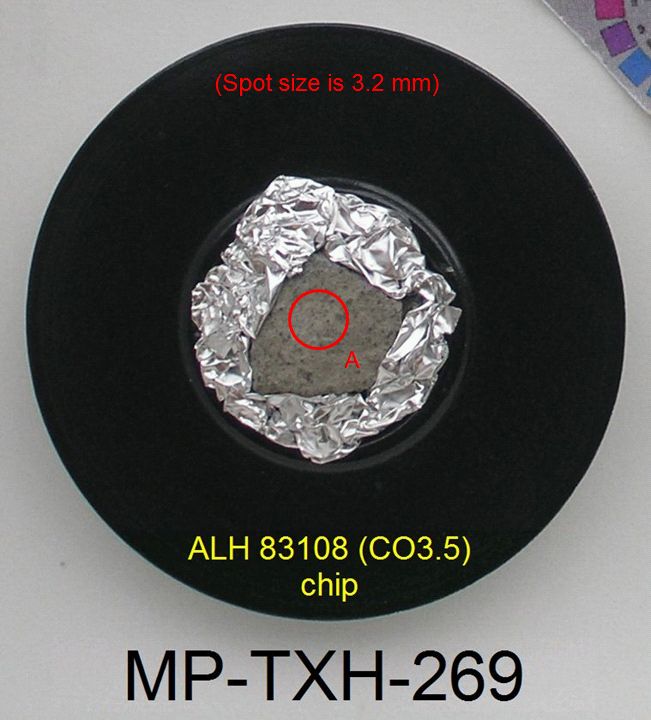 (Spot size is 3.2 mm)
A
ALH 83108 (CO3.5)
chip
MP-TXH-269